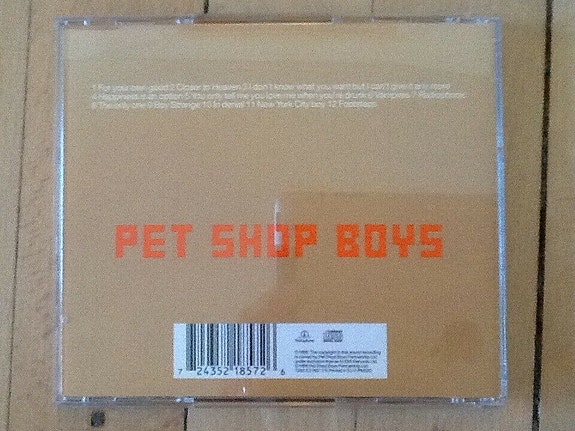 1 For your own good 2 Closer to heaven 3 I don't know what you want but I can't give it any more
4 Happiness is an option 5 You only tell me you love me when you're drunk 6 Vampires 7 Radiophonic
8 The only one 9 Boy Strange 10 In denial 11 New York City boy 12 Footsteps
PET SHOP BOYS
Parlophone
7 24352 18572 6